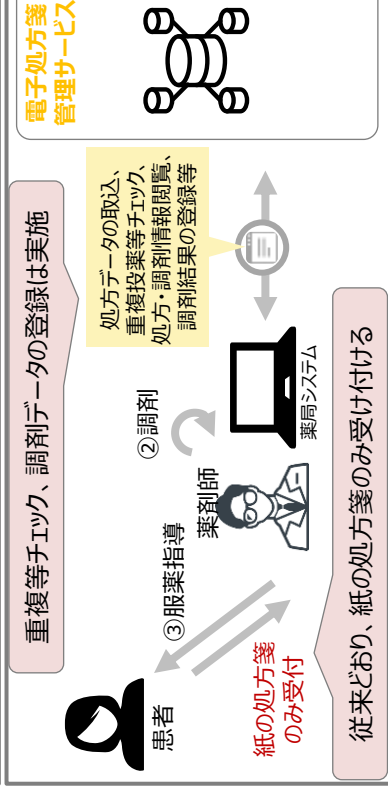 重複等チェック、調剤データの登録は実施
電子処方箋
管理サービス
処方データの取込、
重複投薬等チェック、
処方・調剤情報閲覧、
調剤結果の登録等
②調剤
③服薬指導
薬剤師
薬局システム
患者
紙の処方箋
のみ受付
従来どおり、紙の処方箋のみ受け付ける